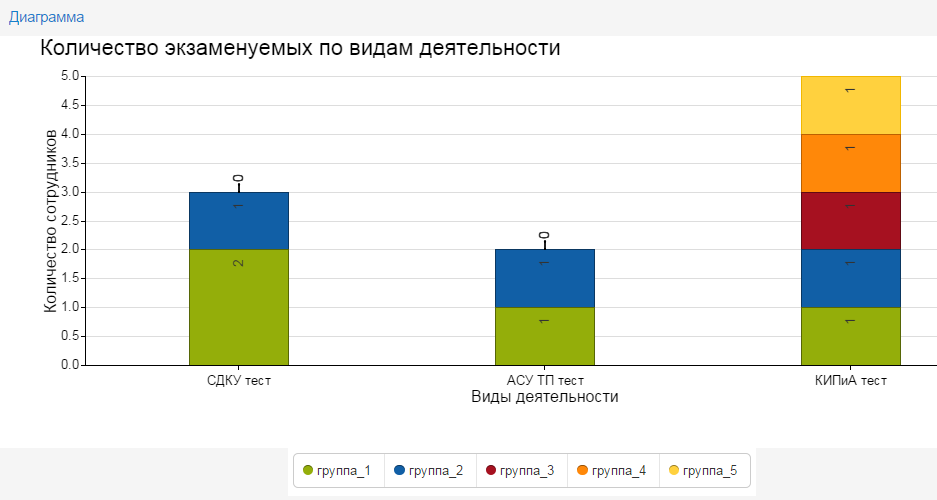 Диаграмма
Количество экзаменуемых по видам деятельности
Количество сотрудников
5.0
4.5
4.0
3.5
3.0
2.5
2.0
1.5
1.0
0.5
0.0
0
1
2
0
1
1
1
1
1
1
1
СДКУ тест
АСУ ТП тест
КИПиА тест
Виды деятельности
группа_1 группа_2 группа_3 группа_4 группа_5